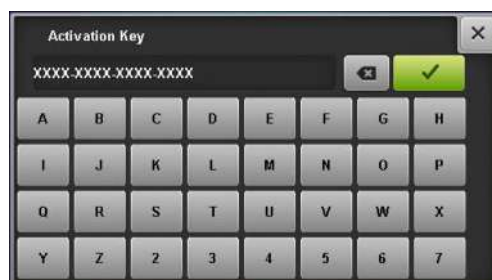 Activation Key
XXXX-XXXX-XXXX-XXXX
A B C D E F G H
I J K L M N O P
Q R S T U V W X
Y Z 2 3 4 5 6 7